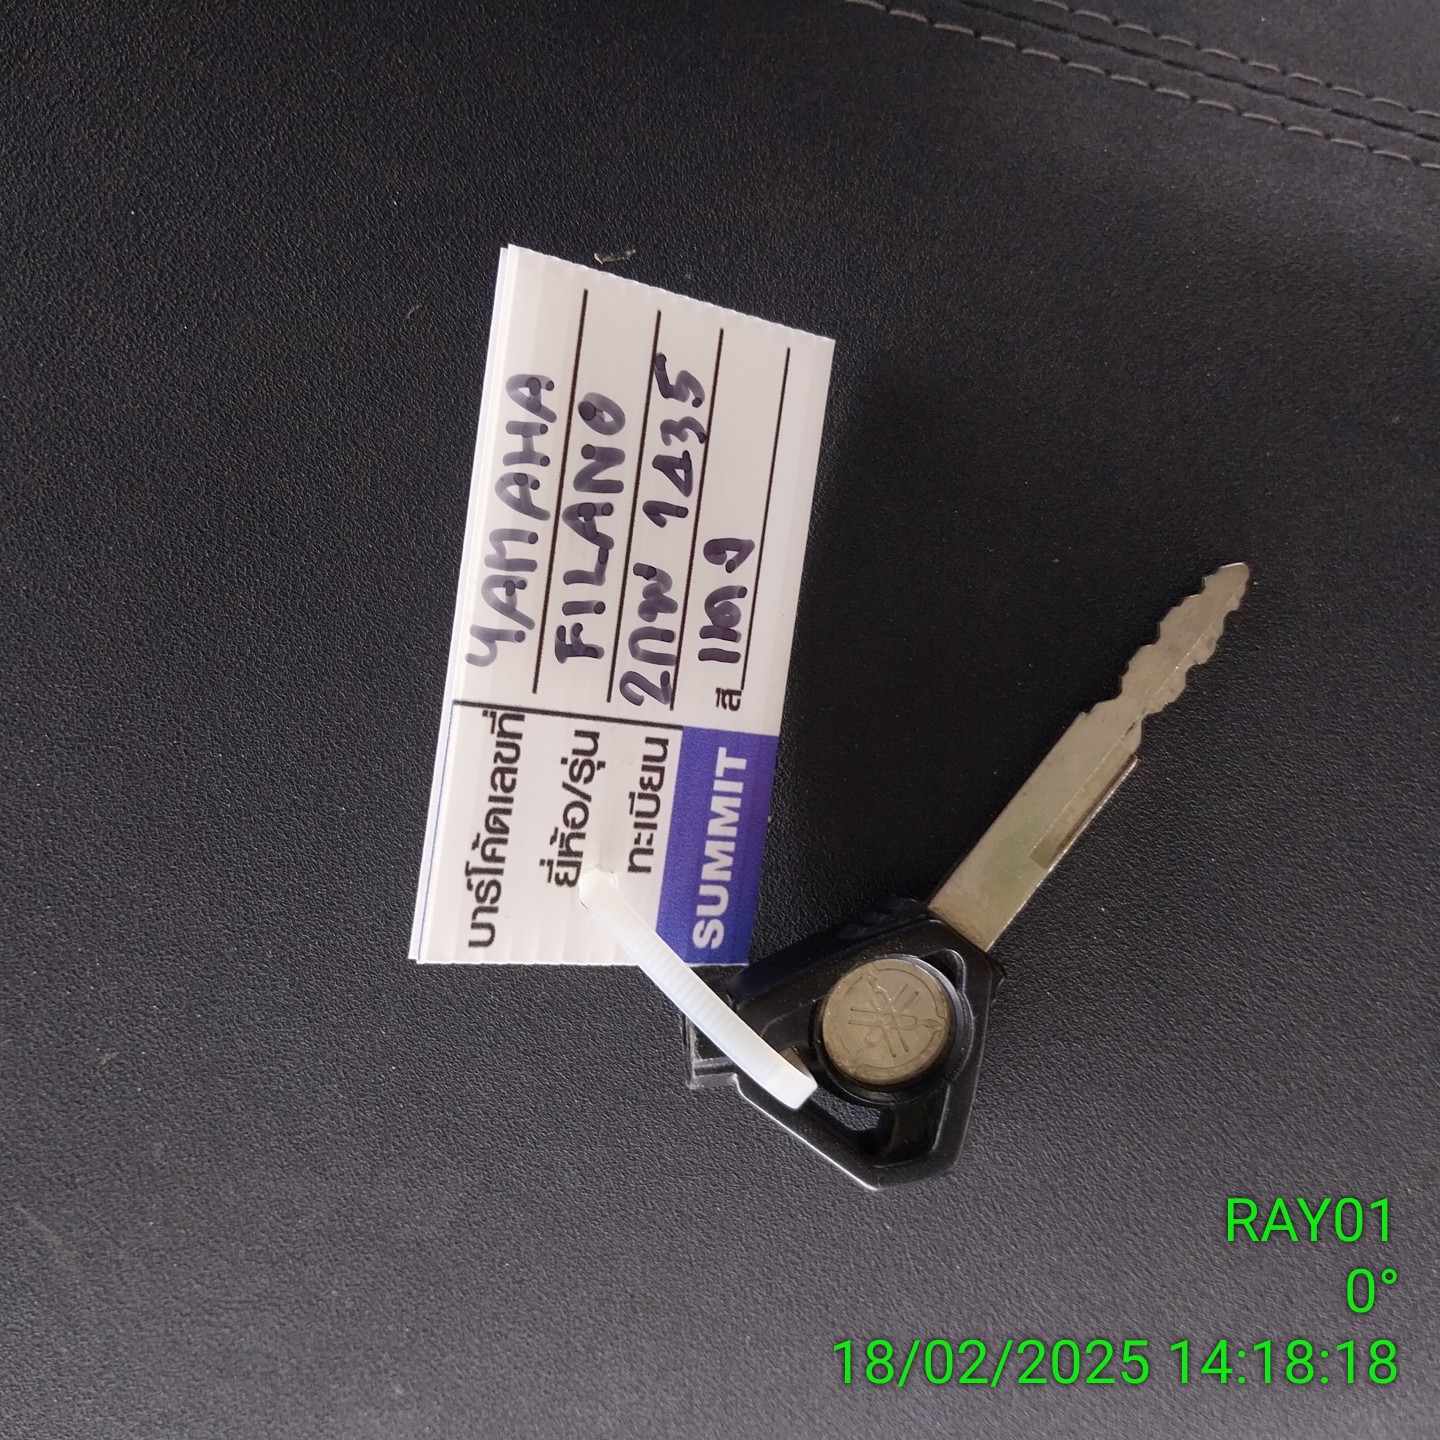 บาร์โค้ดเลขที่ YAMAHA
ยี่ห้อ/รุ่น FILANO
ทะเบียน 2กพ 1435
SUMMIT สี แดง
RAY01
0°
18/02/2025 14:18:18